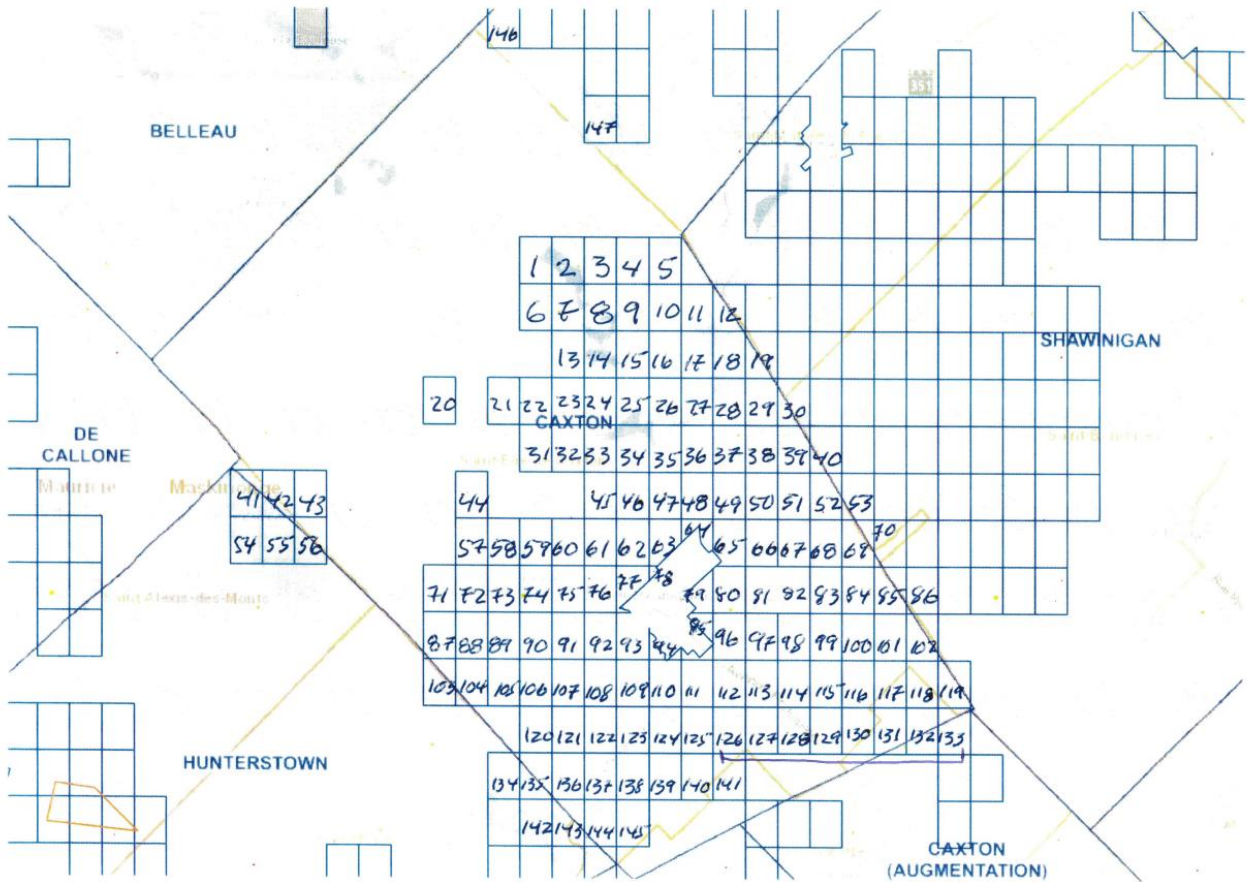 146
351
147
BELLEAU
1 2 3 4 5
6 7 8 9 10 11 12
SHAWINIGAN
13 14 15 16 17 18 19
20 21 22 23 24 25 26 27 28 29 30
CAXTON
DE
CALLONE
31 32 33 34 35 36 37 38 39 40
Mauricie Maskinongé
41 42 43 44 45 46 47 48 49 50 51 52 53
54 55 56 57 58 59 60 61 62 63 64 65 66 67 68 69 70
71 72 73 74 75 76 77 78 79 80 81 82 83 84 85 86
Saint-Alexis-des-Monts
87 88 89 90 91 92 93 94 95 96 97 98 99 100 101 102
103 104 105 106 107 108 109 110 111 112 113 114 115 116 117 118 119
120 121 122 123 124 125 126 127 128 129 130 131 132 133
HUNTERSTOWN
134 135 136 137 138 139 140 141
142 143 144 145
CAXTON
(AUGMENTATION)